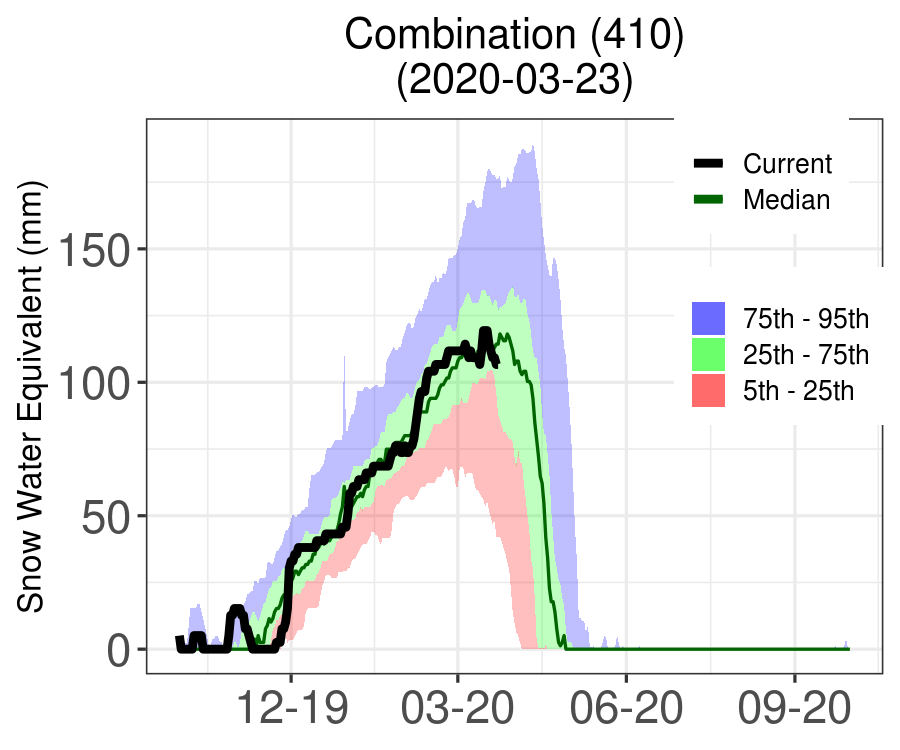 Combination (410)
(2020-03-23)
Snow Water Equivalent (mm)
150
100
50
0
12-19
03-20
06-20
09-20
Current
Median
75th - 95th
25th - 75th
5th - 25th